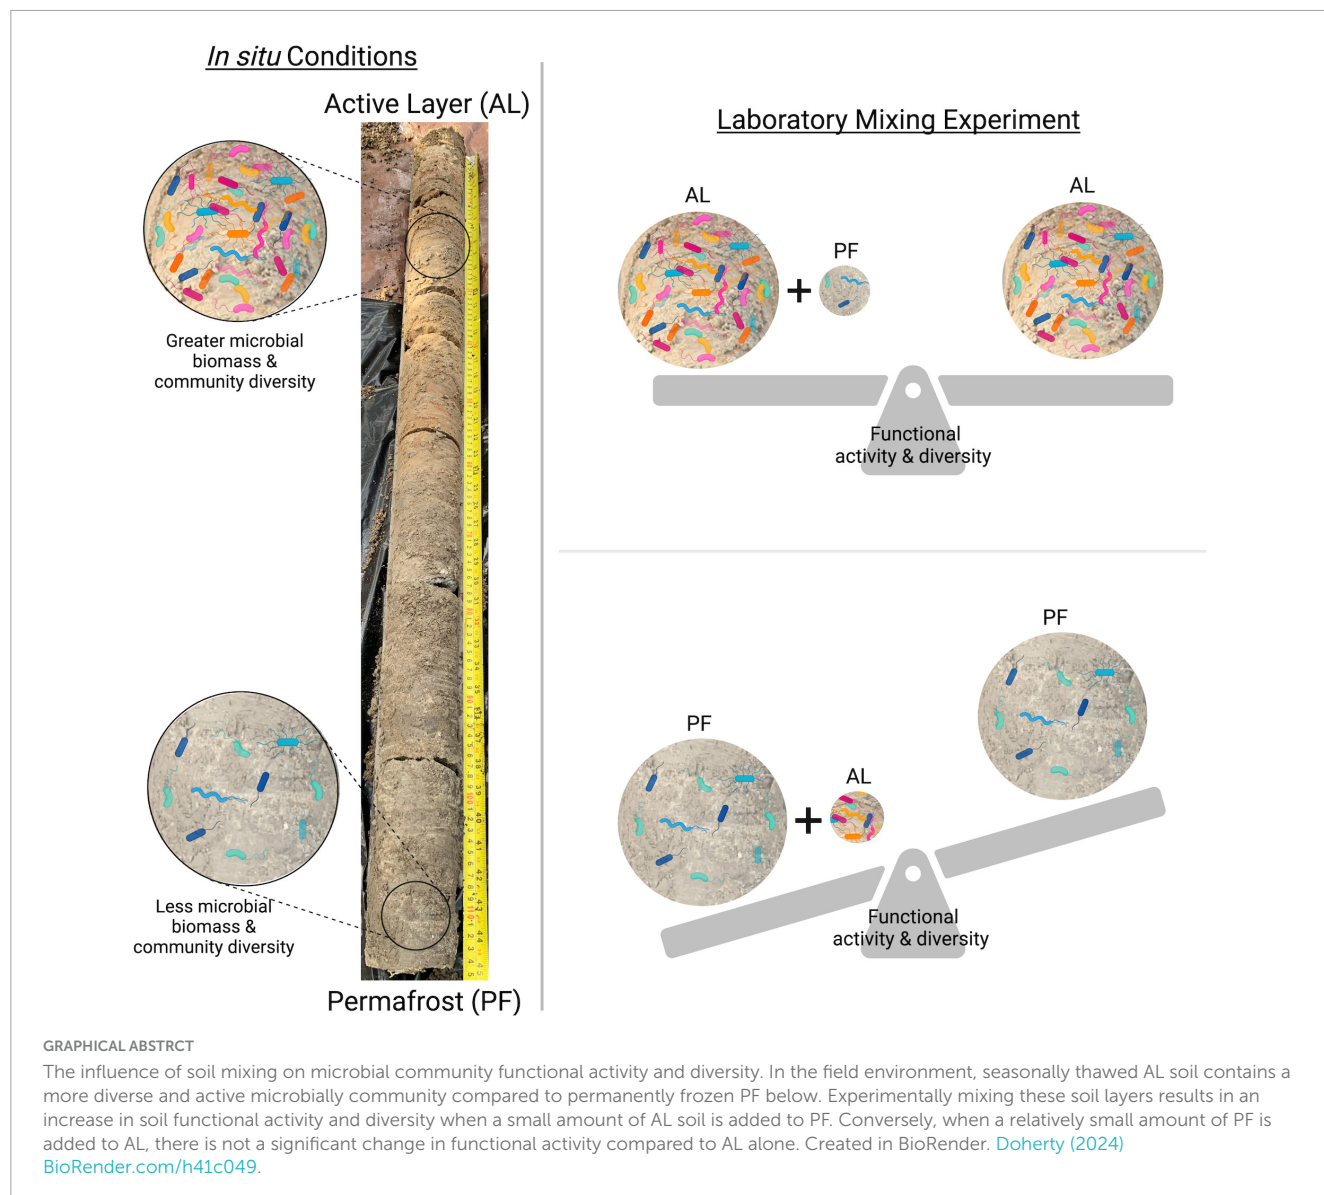 In situ Conditions
Active Layer (AL)
Greater microbial
biomass &
community diversity
Less microbial
biomass &
community diversity
Permafrost (PF)
Laboratory Mixing Experiment
AL
+
PF
AL
Functional
activity & diversity
PF
+
AL
PF
Functional
activity & diversity
GRAPHICAL ABSTRCT
The influence of soil mixing on microbial community functional activity and diversity. In the field environment, seasonally thawed AL soil contains a
more diverse and active microbially community compared to permanently frozen PF below. Experimentally mixing these soil layers results in an
increase in soil functional activity and diversity when a small amount of AL soil is added to PF. Conversely, when a relatively small amount of PF is
added to AL, there is not a significant change in functional activity compared to AL alone. Created in BioRender. Doherty (2024)
BioRender.com/h41c049.